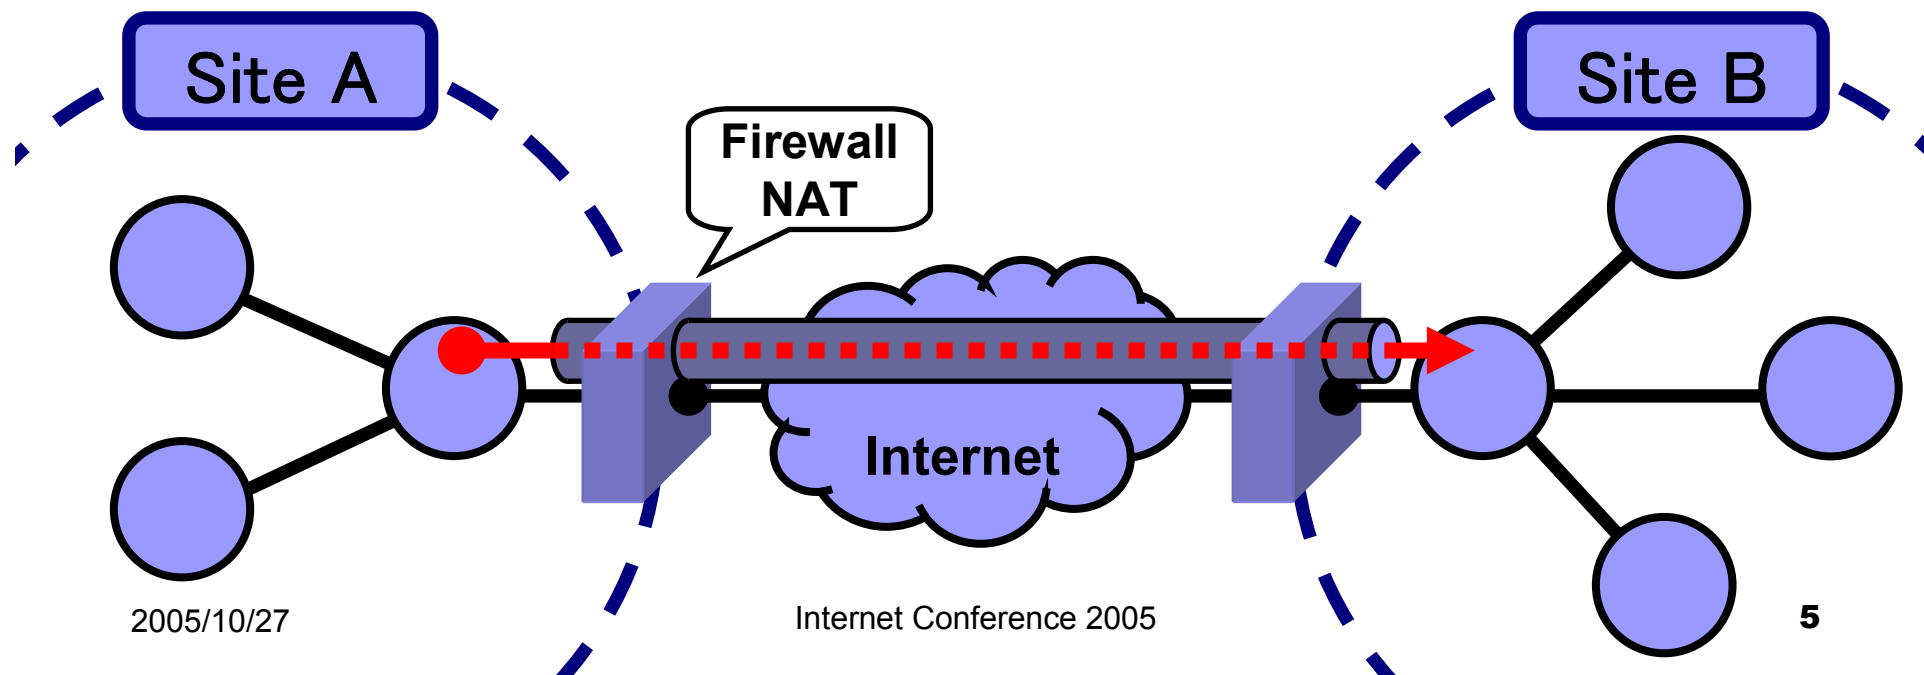 Site A
Site B
Firewall
NAT
Internet
2005/10/27
Internet Conference 2005
5